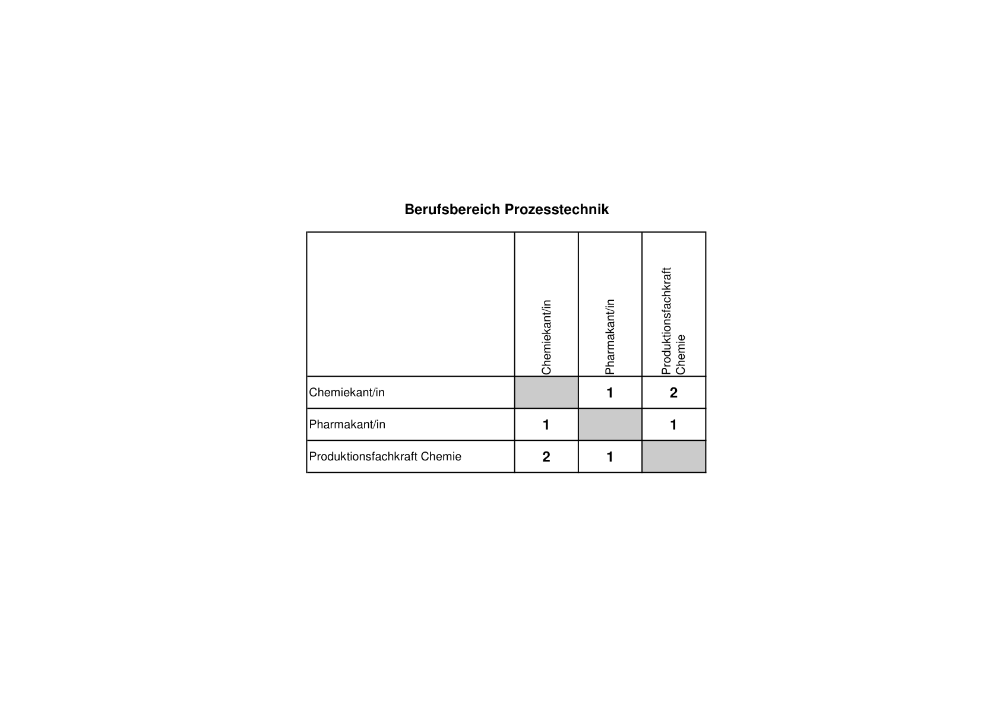 Berufsbereich Prozesstechnik
Chemiekant/in
Pharmakant/in
Produktionsfachkraft
Chemie
Chemiekant/in 1 2
Pharmakant/in 1 1
Produktionsfachkraft Chemie 2 1